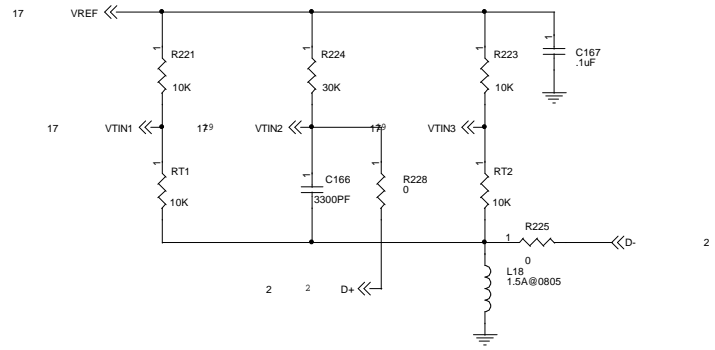 17 VREF
1 1 1 1
R221 R224 R223 C167
.1uF
10K 30K 10K
17 VTIN1 VTIN2 VTIN3
1 1 1 1
RT1 C166 R228 RT2
0
10K 3300PF 10K
R225
1 D- 2
0
L18
1.5A@0805
2 2 D+